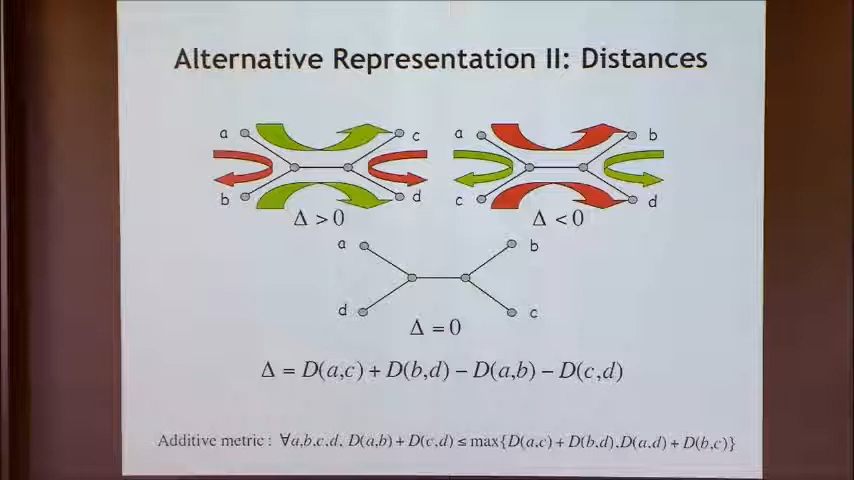 Alternative Representation II: Distances
a c a b
b d c d
Δ > 0 Δ < 0
a b
d c
Δ = 0
Δ = D(a,c) + D(b,d) − D(a,b) − D(c,d)
Additive metric : ∀a,b,c,d, D(a,b) + D(c,d) ≤ max{D(a,c) + D(b,d),D(a,d) + D(b,c)}